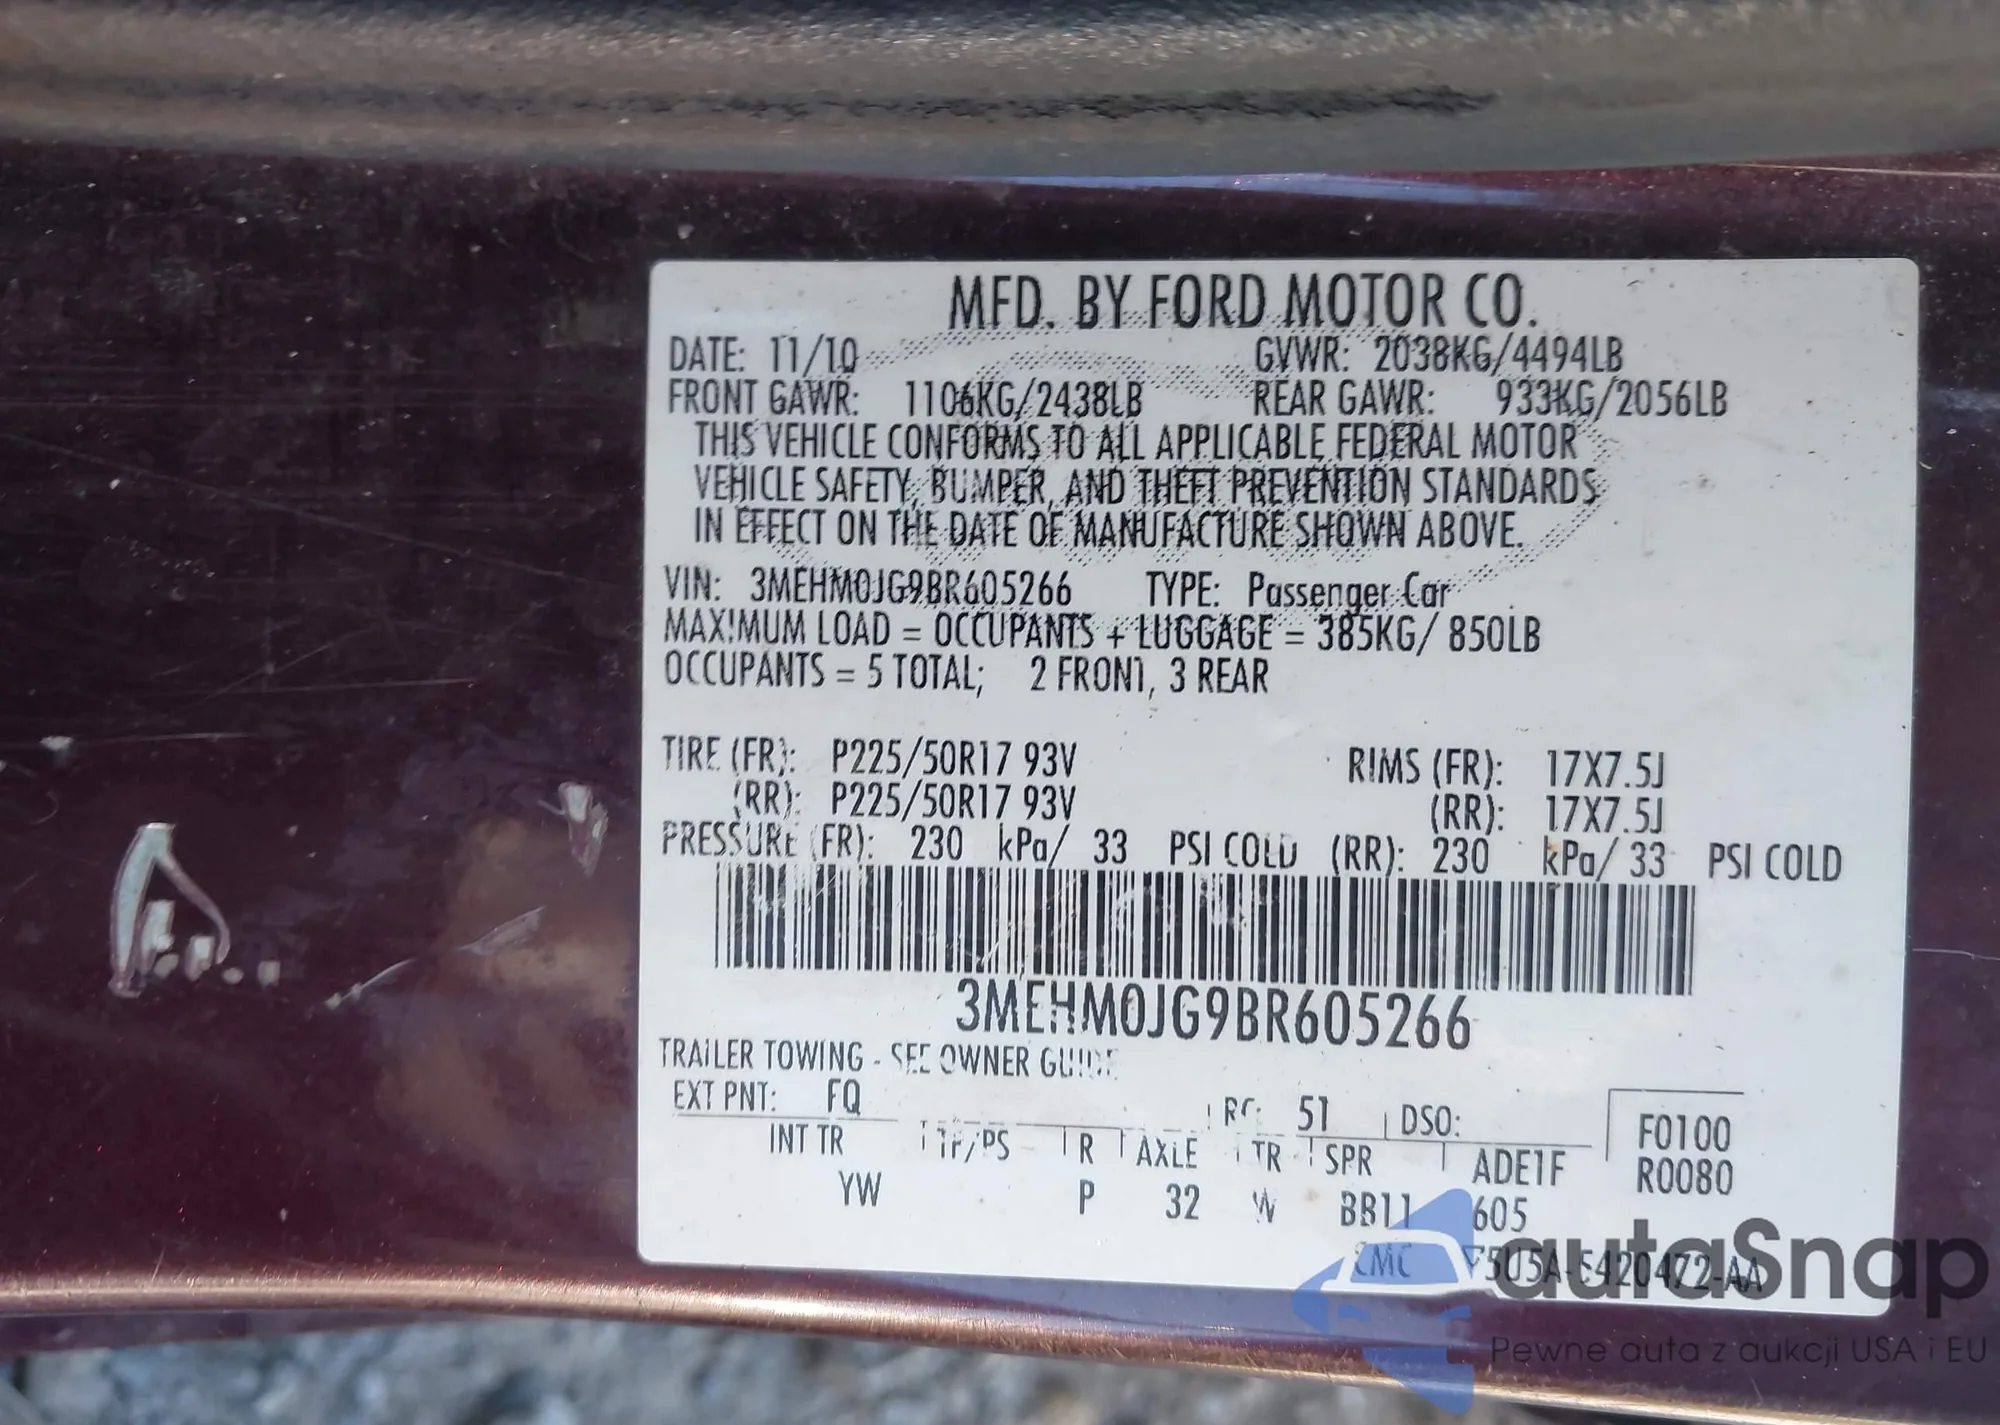 MFD. BY FORD MOTOR CO.
DATE: 11/10 GVWR: 2038KG/4494LB
FRONT GAWR: 1106KG/2438LB REAR GAWR: 933KG/2056LB
THIS VEHICLE CONFORMS TO ALL APPLICABLE FEDERAL MOTOR
VEHICLE SAFETY, BUMPER, AND THEFT PREVENTION STANDARDS
IN EFFECT ON THE DATE OF MANUFACTURE SHOWN ABOVE.
VIN: 3MEHM0JG9BR605266 TYPE: Passenger Car
MAXIMUM LOAD = OCCUPANTS + LUGGAGE = 385KG/ 850LB
OCCUPANTS = 5 TOTAL; 2 FRONT, 3 REAR
TIRE (FR): P225/50R17 93V RIMS (FR): 17X7.5J
(RR): P225/50R17 93V (RR): 17X7.5J
PRESSURE (FR): 230 kPa/ 33 PSI COLD (RR): 230 kPa/ 33 PSI COLD
3MEHM0JG9BR605266
TRAILER TOWING - SEE OWNER GUIDE
EXT PNT: FQ RC: 51 DSO: F0100
INT TR TP/PS R AXLE TR SPR ADE1F R0080
YW P 32 W BB11 605
autaSnap
Pewne auta z aukcji USA i EU